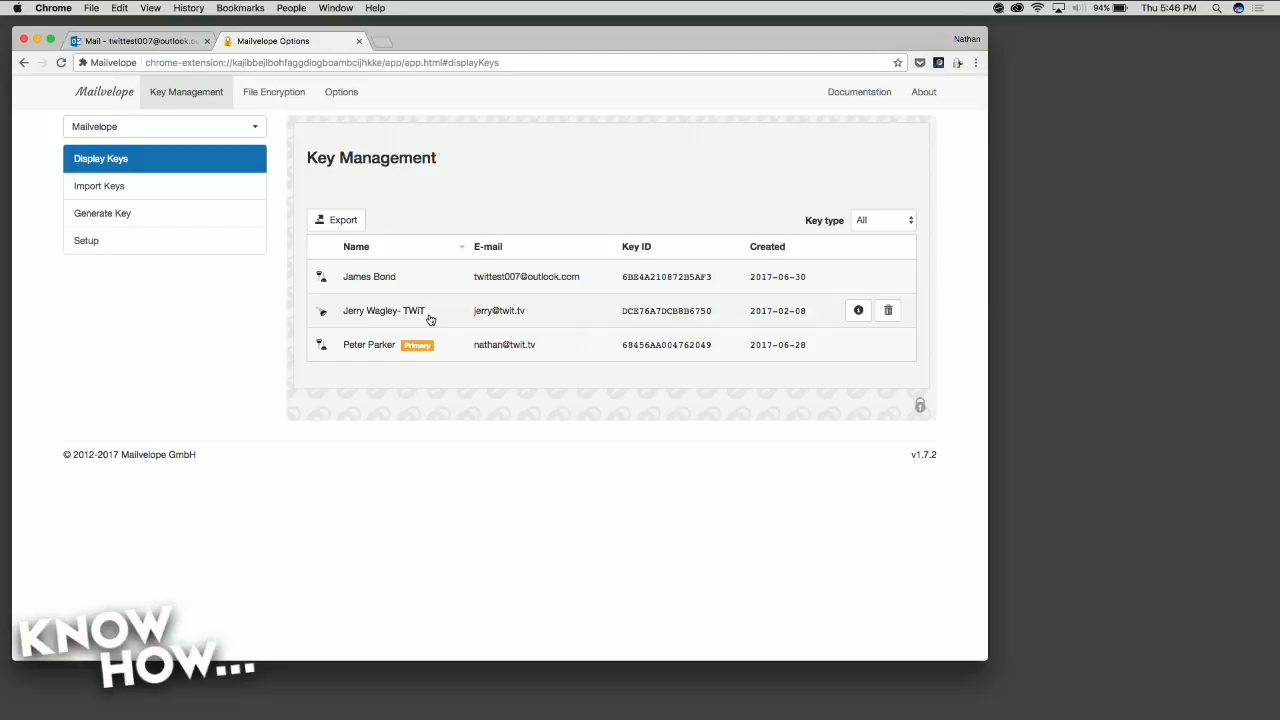 Chrome File Edit View History Bookmarks People Window Help 94% Thu 5:46 PM
Mail - twittest007@outlook.co Mailvelope Options Nathan
Mailvelope chrome-extension://kajibbejlbohfaggdiogboambcijhkke/app/app.html#displayKeys
Mailvelope Key Management File Encryption Options Documentation About
Mailvelope
Display Keys
Import Keys
Generate Key
Setup
Key Management
Export Key type All
Name E-mail Key ID Created
James Bond twittest007@outlook.com 6BE4A210872B5AF3 2017-06-30
Jerry Wagley- TWiT jerry@twit.tv DCE76A7DCB8B6750 2017-02-08
Peter Parker Primary nathan@twit.tv 68456AA004762049 2017-06-28
© 2012-2017 Mailvelope GmbH v1.7.2
KNOW
HOW...